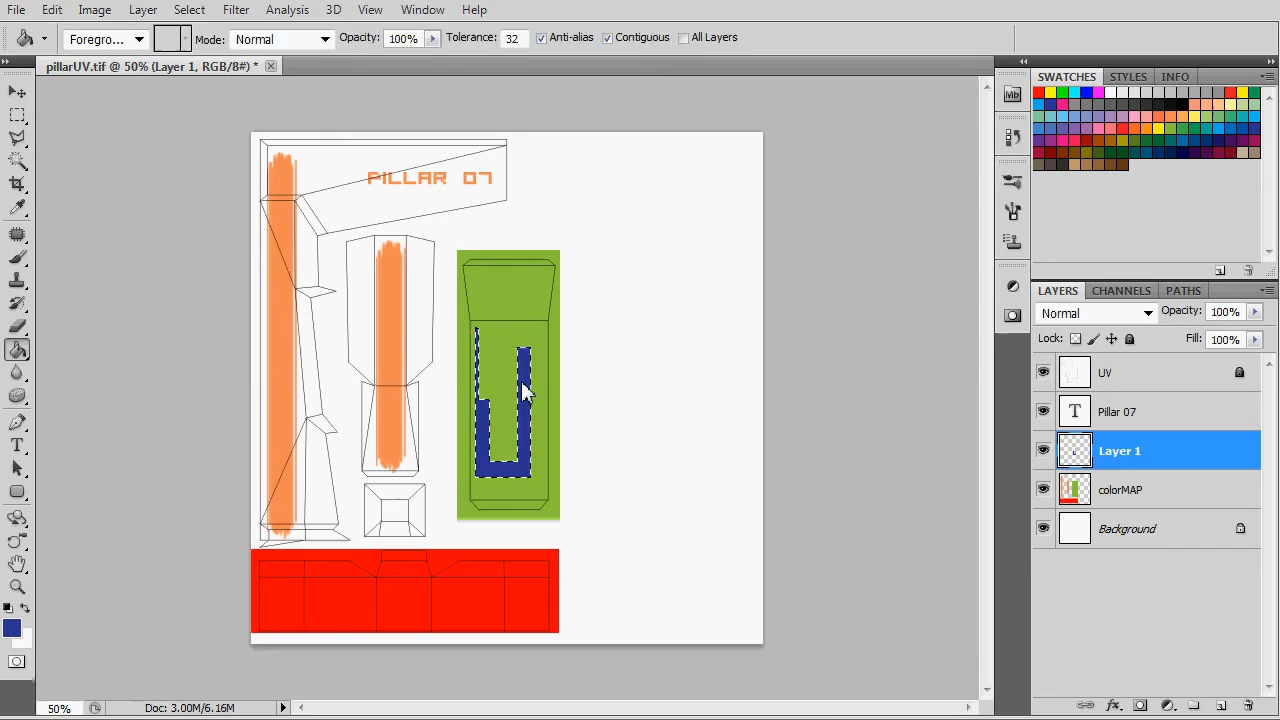 File Edit Image Layer Select Filter Analysis 3D View Window Help
Foregro... Mode: Normal Opacity: 100% Tolerance: 32 Anti-alias Contiguous All Layers
pillarUV.tif @ 50% (Layer 1, RGB/8#) *
SWATCHES STYLES INFO
Mb
PILLAR 07
LAYERS CHANNELS PATHS
Normal Opacity: 100%
Lock: Fill: 100%
UV
T Pillar 07
Layer 1
colorMAP
Background
50% Doc: 3.00M/6.16M